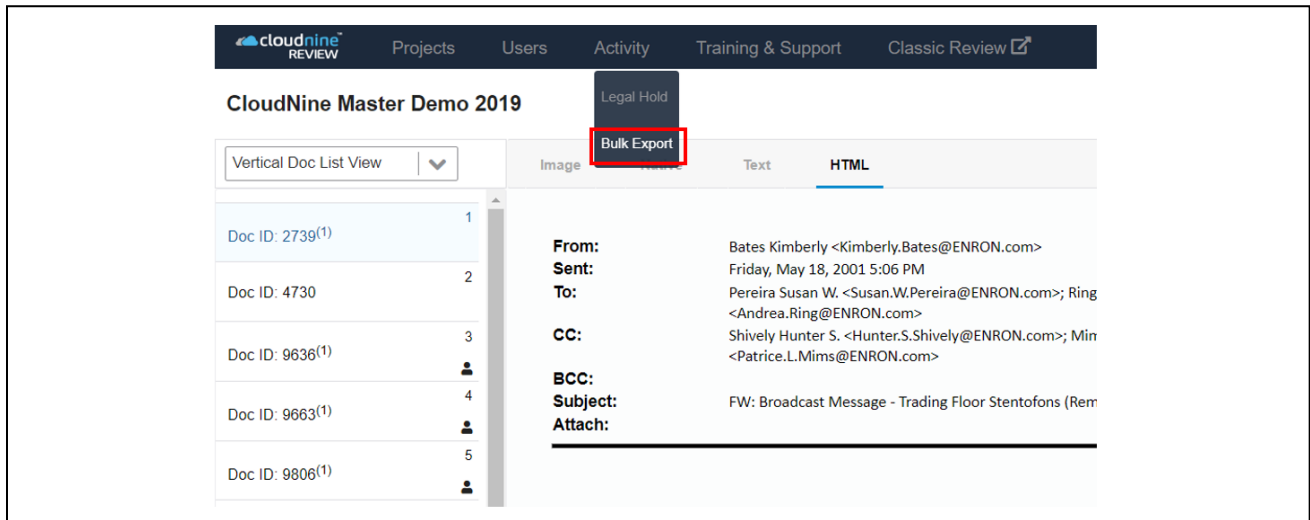 cloudnine™ REVIEW Projects Users Activity Training & Support Classic Review
CloudNine Master Demo 2019
Legal Hold
Bulk Export
Vertical Doc List View
Image Native Text HTML
1
Doc ID: 2739(1)
2
Doc ID: 4730
3
Doc ID: 9636(1)
4
Doc ID: 9663(1)
5
Doc ID: 9806(1)
From: Bates Kimberly <Kimberly.Bates@ENRON.com>
Sent: Friday, May 18, 2001 5:06 PM
To: Pereira Susan W. <Susan.W.Pereira@ENRON.com>; Ring
<Andrea.Ring@ENRON.com>
CC: Shively Hunter S. <Hunter.S.Shively@ENRON.com>; Mim
<Patrice.L.Mims@ENRON.com>
BCC:
Subject: FW: Broadcast Message - Trading Floor Stentofons (Rem
Attach: